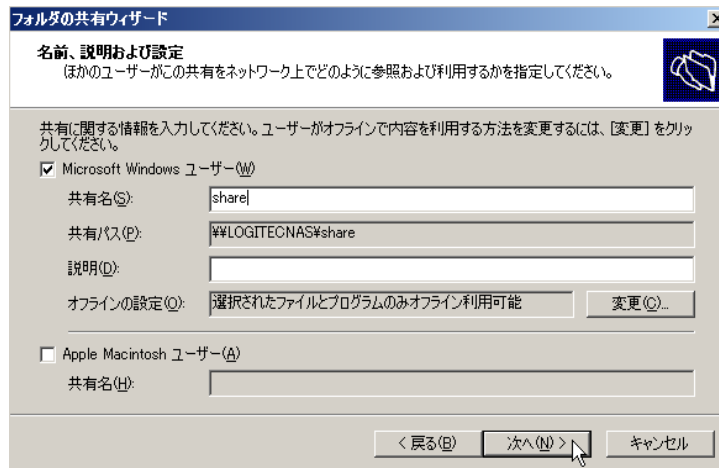 フォルダの共有ウィザード
名前、説明および設定
ほかのユーザーがこの共有をネットワーク上でどのように参照および利用するかを指定してください。
共有に関する情報を入力してください。ユーザーがオフラインで内容を利用する方法を変更するには、[変更] をクリッ
クしてください。
Microsoft Windows ユーザー(W)
共有名(S): share
共有パス(P): ¥¥LOGITECNAS¥share
説明(D):
オフラインの設定(O): 選択されたファイルとプログラムのみオフライン利用可能 変更(C)...
Apple Macintosh ユーザー(A)
共有名(H):
< 戻る(B) 次へ(N) > キャンセル